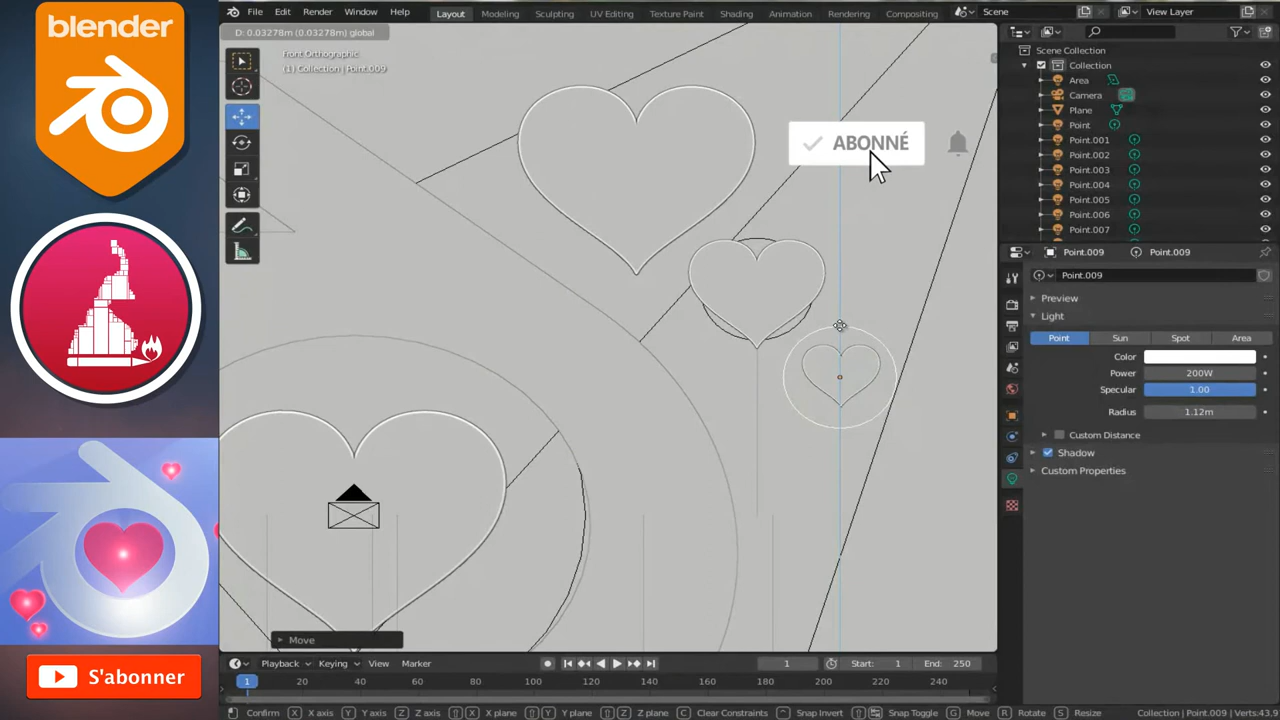 blender
S'abonner
File Edit Render Window Help
Layout Modeling Sculpting UV Editing Texture Paint Shading Animation Rendering Compositing
Scene
View Layer
D: 0.03278m (0.03278m) global
Front Orthographic
(1) Collection | Point.009
ABONNÉ
Move
Scene Collection
Collection
Area
Camera
Plane
Point
Point.001
Point.002
Point.003
Point.004
Point.005
Point.006
Point.007
Point.009 Point.009
Point.009
Preview
Light
Point Sun Spot Area
Color
Power 200W
Specular 1.00
Radius 1.12m
Custom Distance
Shadow
Custom Properties
Playback Keying View Marker
1 Start: 1 End: 250
1 20 40 60 80 100 120 140 160 180 200 220 240
Confirm X X axis Y Y axis Z Z axis X X plane Y Y plane Z Z plane C Clear Constraints Snap Invert Snap Toggle G Move R Rotate S Resize
Collection | Point.009 | Verts:43,9